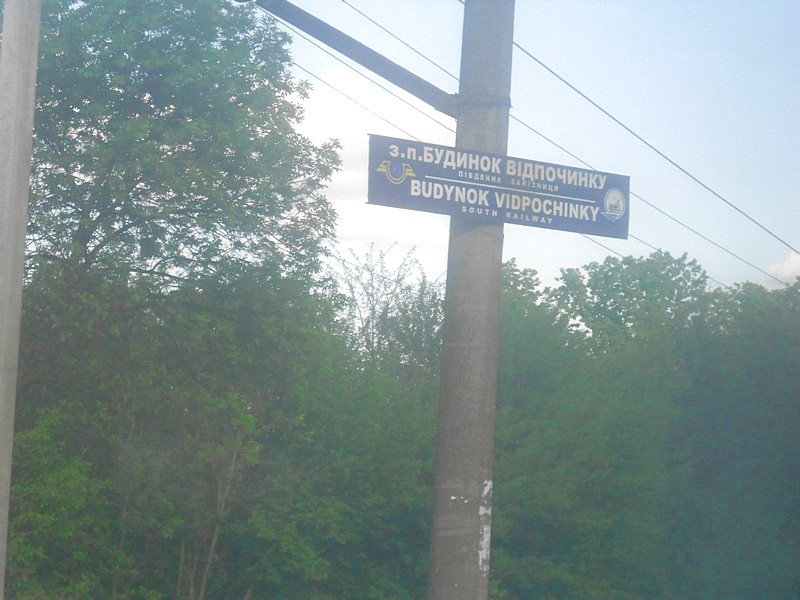 з.п.БУДИНОК ВІДПОЧИНКУ
ПІВДЕННА ЗАЛІЗНИЦЯ
BUDYNOK VIDPOCHINKY
SOUTH RAILWAY